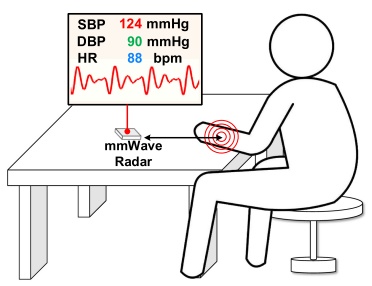 SBP 124 mmHg
DBP 90 mmHg
HR 88 bpm
mmWave
Radar